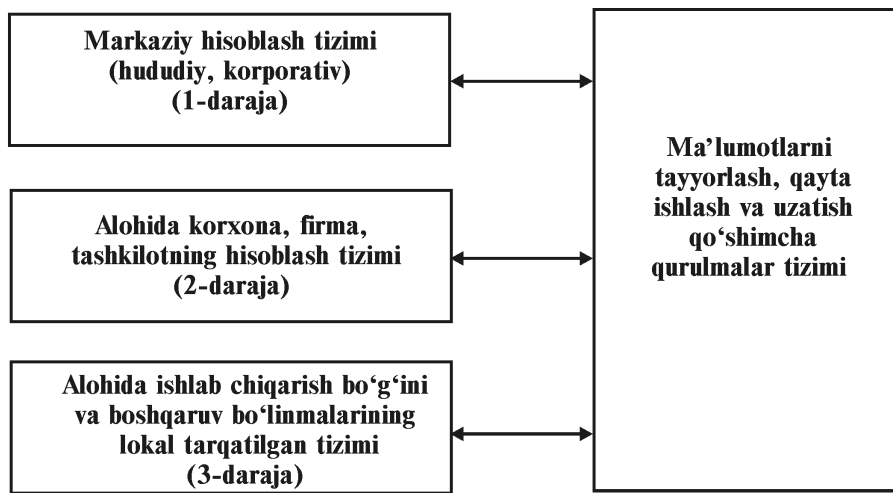 Markaziy hisoblash tizimi
(hududiy, korporativ)
(1-daraja)
Alohida korxona, firma,
tashkilotning hisoblash tizimi
(2-daraja)
Alohida ishlab chiqarish bo‘g‘ini
va boshqaruv bo‘linmalarining
lokal tarqatilgan tizimi
(3-daraja)
Ma’lumotlarni
tayyorlash, qayta
ishlash va uzatish
qo‘shimcha
qurulmalar tizimi